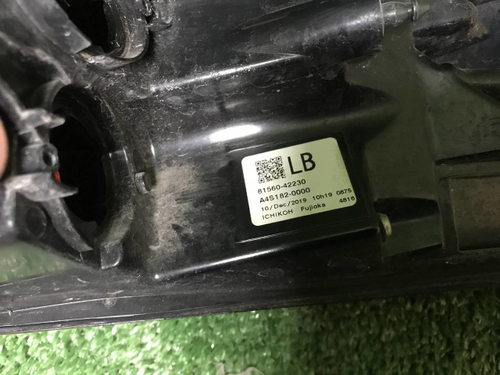 LB
81560-42230
A4S182-0000
10/Dec/2019 10h19 0875
ICHIKOH Fujioka 4816